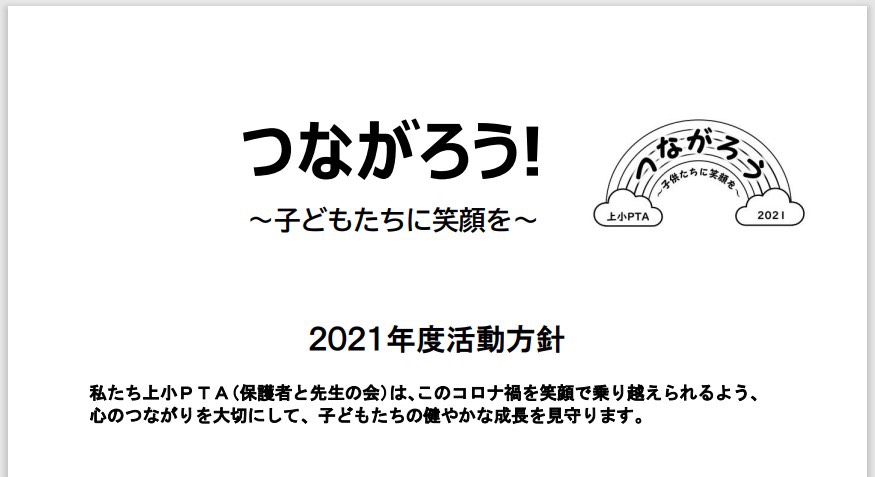 つながろう!
～子どもたちに笑顔を～
つながろう
～子供たちに笑顔を～
上小PTA
2021
2021年度活動方針
私たち上小ＰＴＡ(保護者と先生の会)は、このコロナ禍を笑顔で乗り越えられるよう、
心のつながりを大切にして、子どもたちの健やかな成長を見守ります。